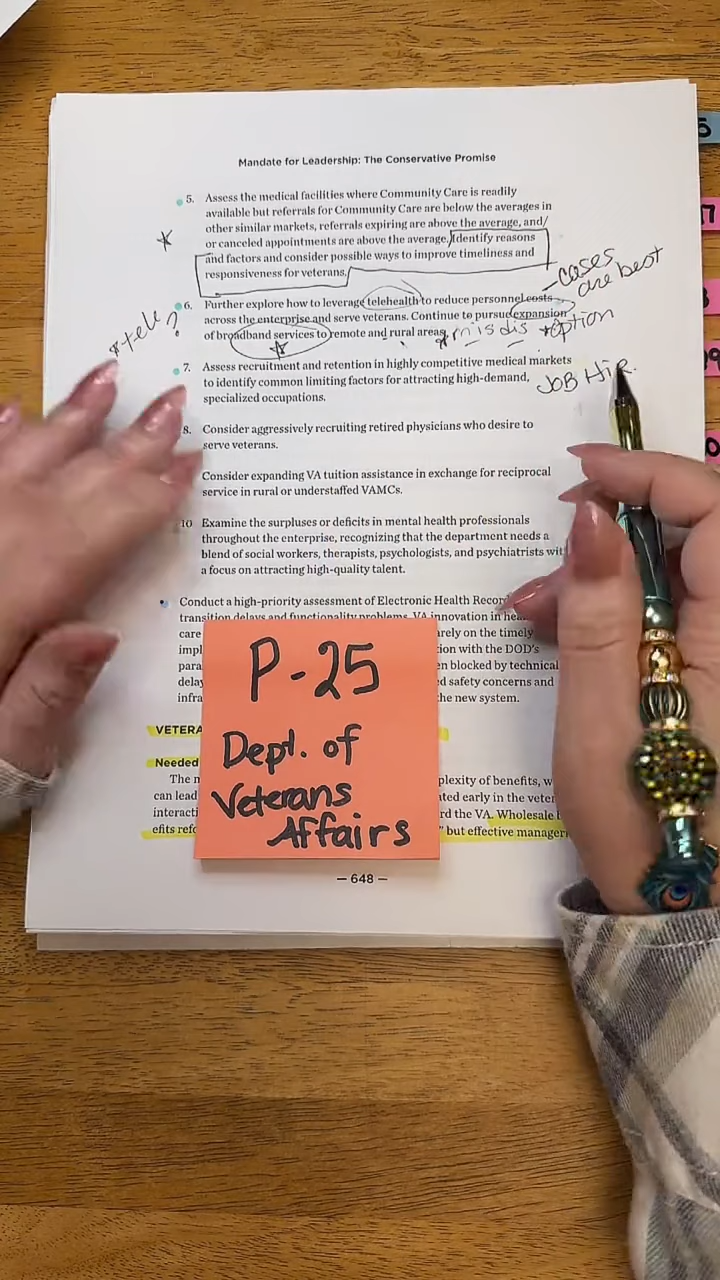 Mandate for Leadership: The Conservative Promise
5. Assess the medical facilities where Community Care is readily
available but referrals for Community Care are below the averages in
other similar markets, referrals expiring are above the average, and/
or canceled appointments are above the average. Identify reasons
and factors and consider possible ways to improve timeliness and
responsiveness for veterans.
- cases
are best
6. Further explore how to leverage telehealth to reduce personnel costs
across the enterprise and serve veterans. Continue to pursue expansion
of broadband services to remote and rural areas.
*tele?
*misdis
*option
7. Assess recruitment and retention in highly competitive medical markets
to identify common limiting factors for attracting high-demand,
specialized occupations.
JOB HIR
8. Consider aggressively recruiting retired physicians who desire to
serve veterans.
Consider expanding VA tuition assistance in exchange for reciprocal
service in rural or understaffed VAMCs.
10 Examine the surpluses or deficits in mental health professionals
throughout the enterprise, recognizing that the department needs a
blend of social workers, therapists, psychologists, and psychiatrists wit
a focus on attracting high-quality talent.
• Conduct a high-priority assessment of Electronic Health Recor
transition delays and functionality problems. VA innovation in hea
care arely on the timely
impl ion with the DOD's
para en blocked by technical
delay d safety concerns and
infra he new system.
VETERA
Needed
The n plexity of benefits, w
can lead ted early in the veter
interacti rd the VA. Wholesale b
efits refo " but effective manager
P-25
Dept. of
Veterans
Affairs
— 648 —
5
7
9
0